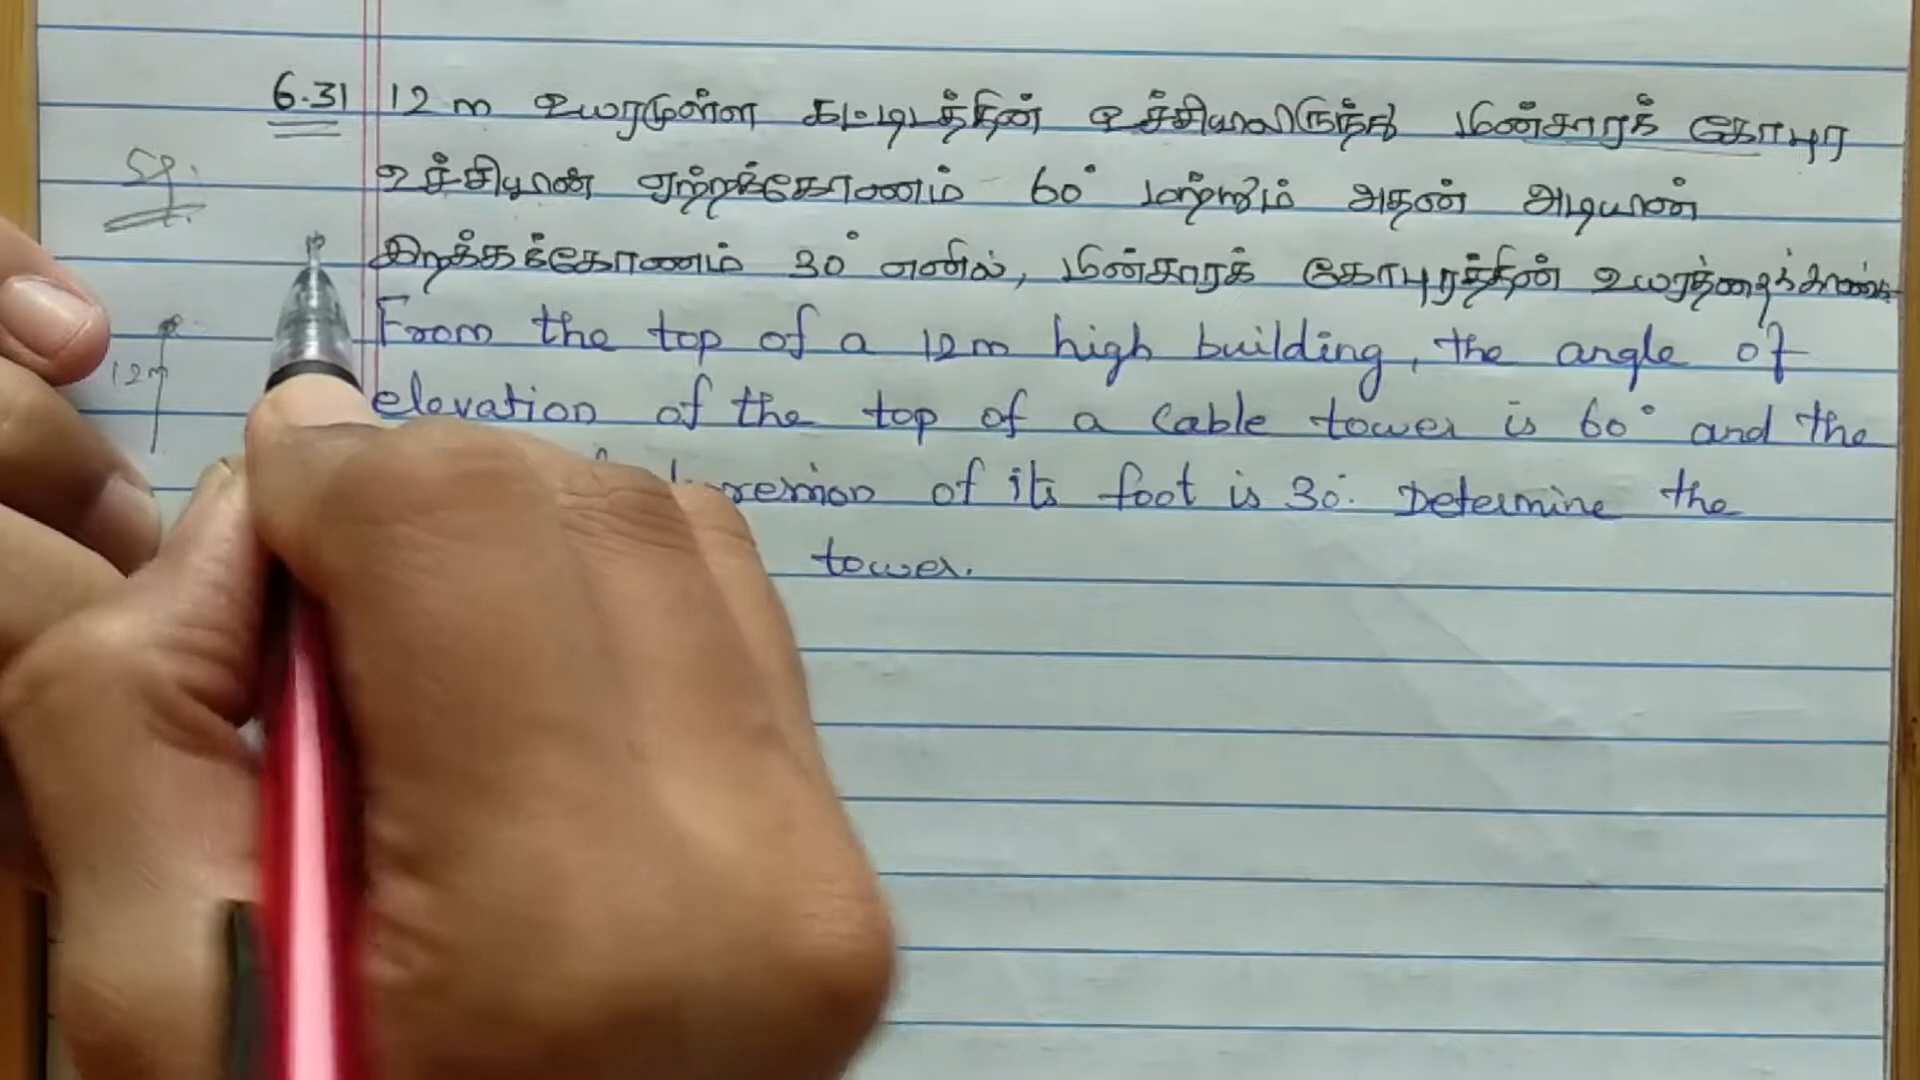 6.31 12 m உயரமுள்ள கட்டிடத்தின் உச்சியிலிருந்து மின்சாரக் கோபுர
உச்சியின் ஏற்றக்கோணம் 60° மற்றும் அதன் அடியின்
இறக்கக்கோணம் 30° எனில், மின்சாரக் கோபுரத்தின் உயரத்தைக் காண்க
From the top of a 12m high building, the angle of
12m
elevation of the top of a cable tower is 60° and the
of its foot is 30°. Determine the
tower.